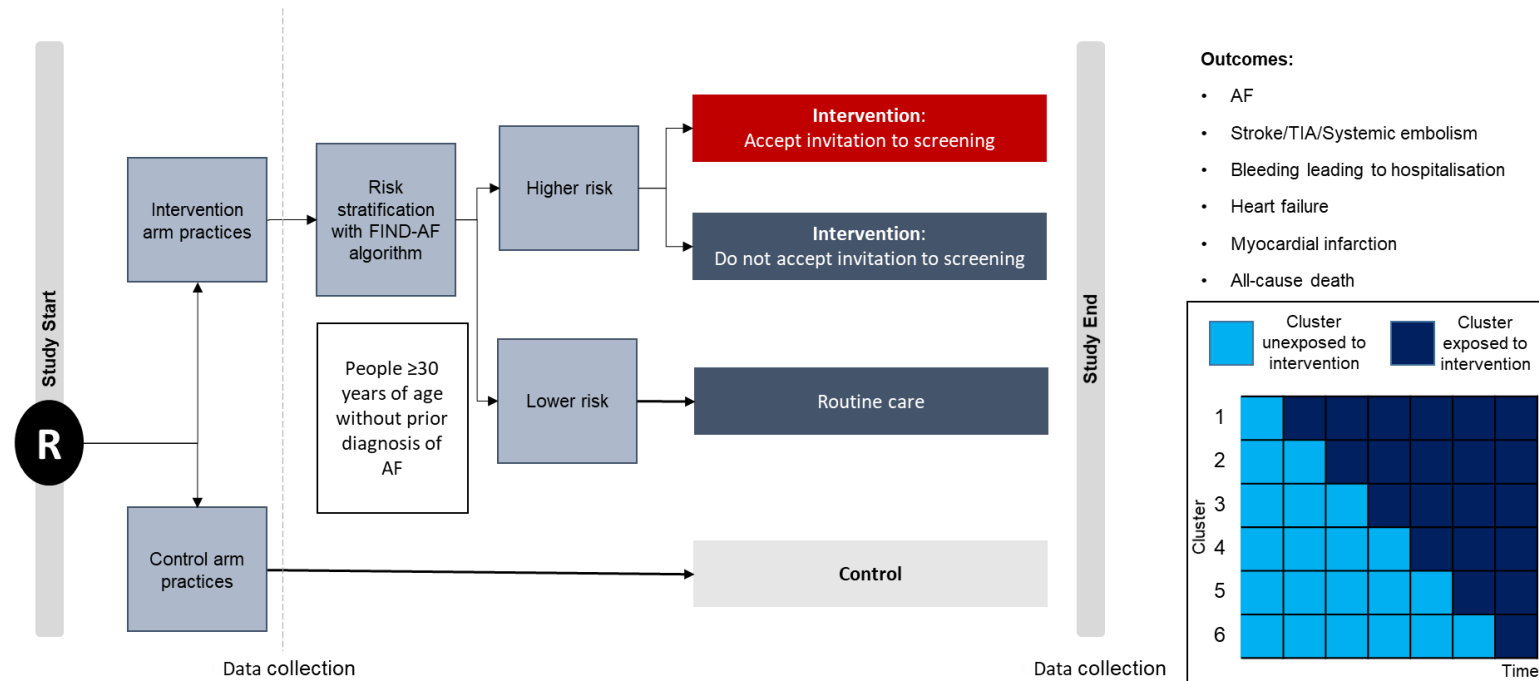 Study Start
R
Intervention
arm practices
Control arm
practices
Data collection
Risk
stratification
with FIND-AF
algorithm
People ≥30
years of age
without prior
diagnosis of
AF
Higher risk
Lower risk
Intervention:
Accept invitation to screening
Intervention:
Do not accept invitation to screening
Routine care
Control
Study End
Data collection
Outcomes:
• AF
• Stroke/TIA/Systemic embolism
• Bleeding leading to hospitalisation
• Heart failure
• Myocardial infarction
• All-cause death
Cluster
unexposed to
intervention
Cluster
exposed to
intervention
Cluster
1
2
3
4
5
6
Time